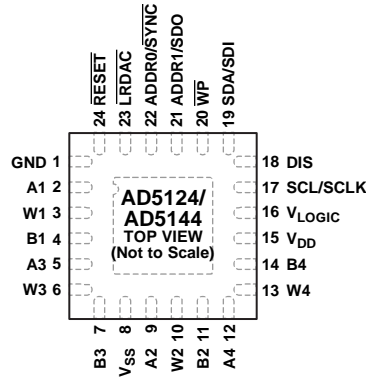 24 RESET
23 LRDAC
22 ADDR0/SYNC
21 ADDR1/SDO
20 WP
19 SDA/SDI
GND 1
A1 2
W1 3
B1 4
A3 5
W3 6
AD5124/
AD5144
TOP VIEW
(Not to Scale)
18 DIS
17 SCL/SCLK
16 VLOGIC
15 VDD
14 B4
13 W4
B3 7
VSS 8
A2 9
W2 10
B2 11
A4 12